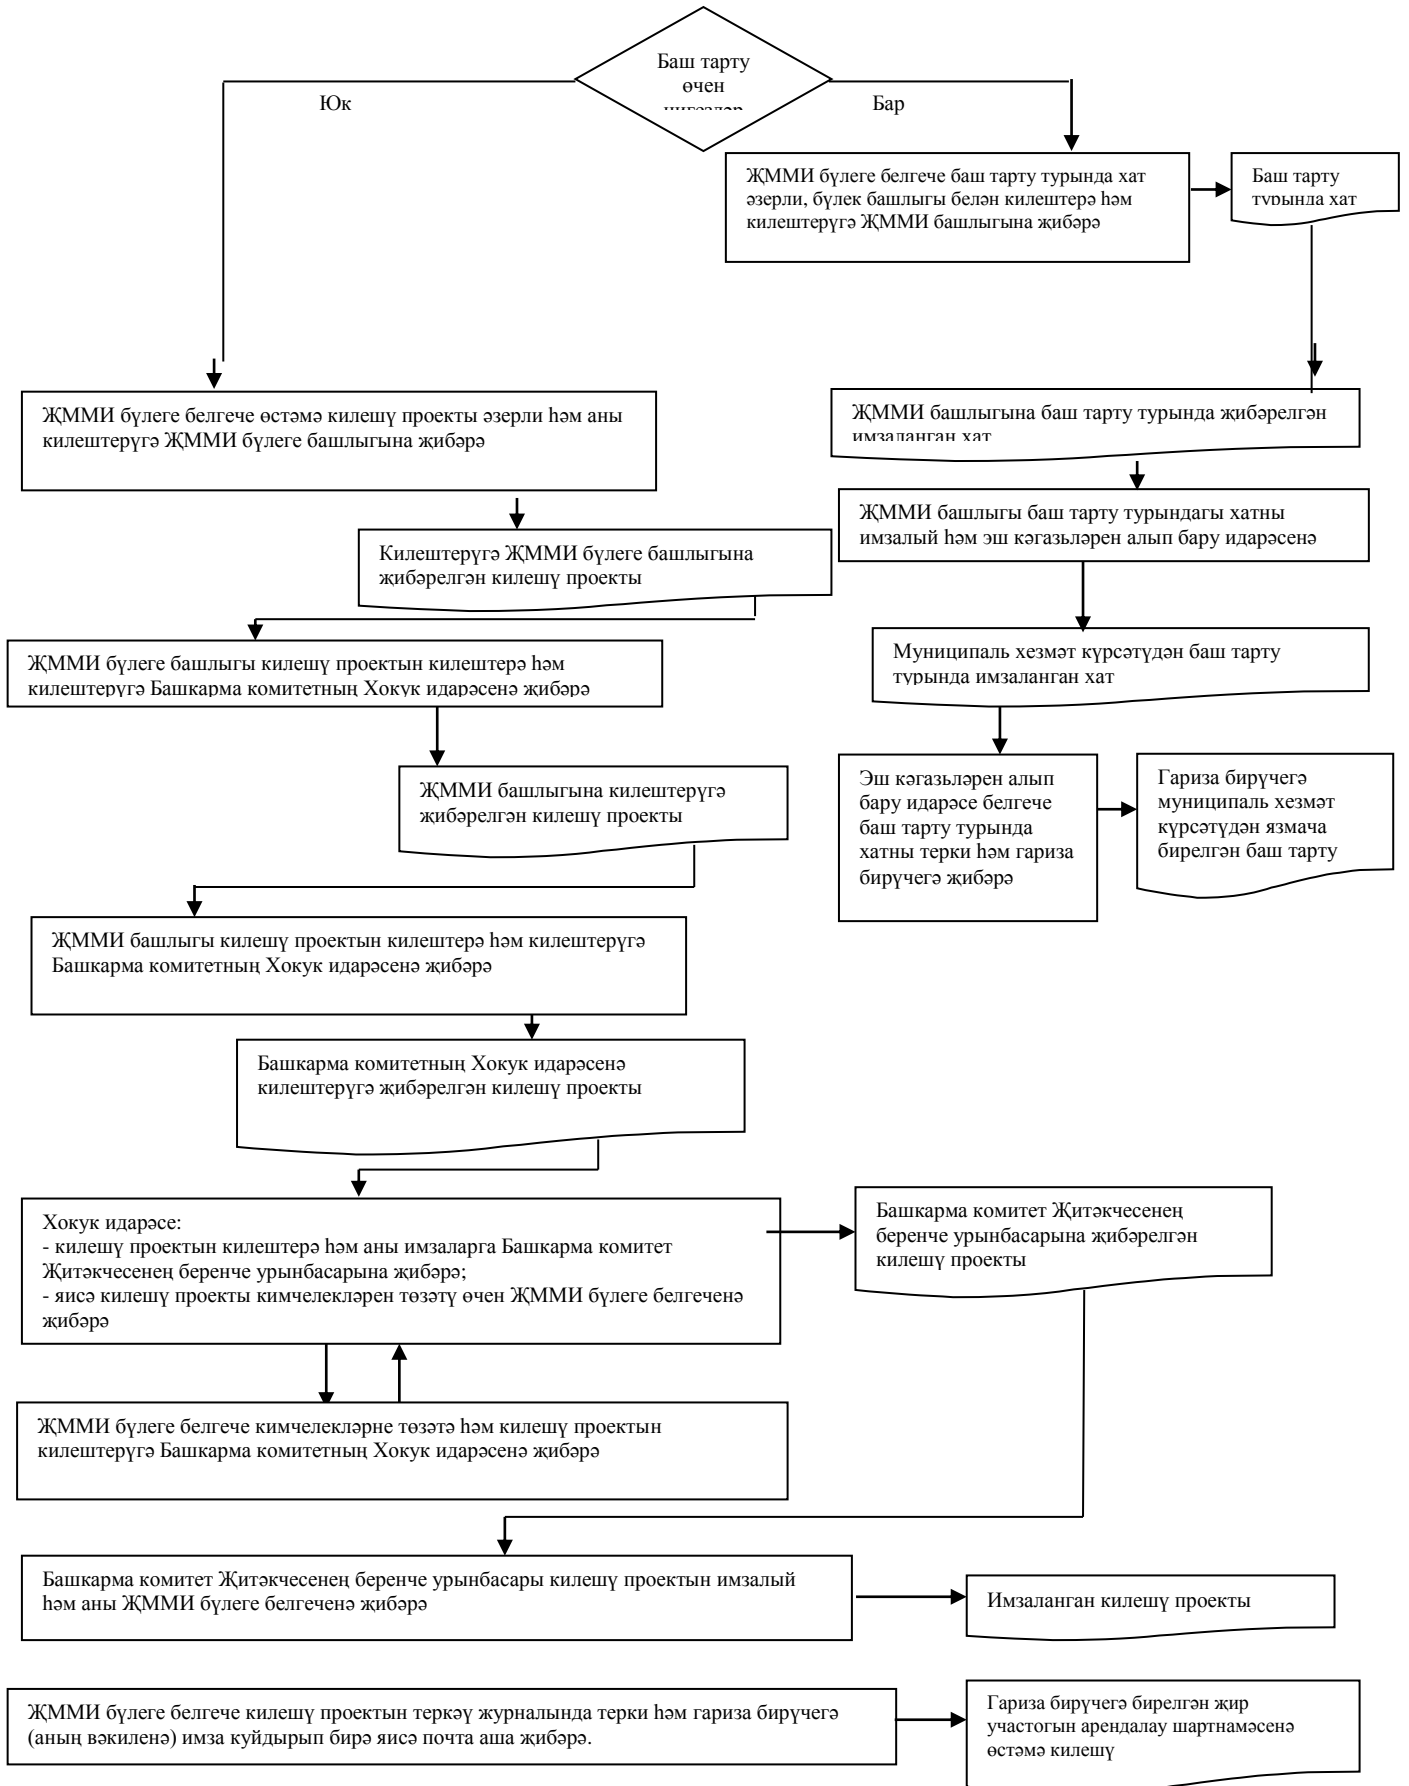 Баш тарту
өчен
нигезләр
Юк
Бар
ҖММИ бүлеге белгече баш тарту турында хат
әзерли, бүлек башлыгы белән килештерә һәм
килештерүгә ҖММИ башлыгына җибәрә
Баш тарту
турында хат
ҖММИ бүлеге белгече өстәмә килешү проекты әзерли һәм аны
килештерүгә ҖММИ бүлеге башлыгына җибәрә
ҖММИ башлыгына баш тарту турында җибәрелгән
имзаланган хат
ҖММИ башлыгы баш тарту турындагы хатны
имзалый һәм эш кәгазьләрен алып бару идарәсенә
Килештерүгә ҖММИ бүлеге башлыгына
җибәрелгән килешү проекты
ҖММИ бүлеге башлыгы килешү проектын килештерә һәм
килештерүгә Башкарма комитетның Хокук идарәсенә җибәрә
Муниципаль хезмәт күрсәтүдән баш тарту
турында имзаланган хат
ҖММИ башлыгына килештерүгә
җибәрелгән килешү проекты
Эш кәгазьләрен алып
бару идарәсе белгече
баш тарту турында
хатны терки һәм гариза
бирүчегә җибәрә
Гариза бирүчегә
муниципаль хезмәт
күрсәтүдән язмача
бирелгән баш тарту
ҖММИ башлыгы килешү проектын килештерә һәм килештерүгә
Башкарма комитетның Хокук идарәсенә җибәрә
Башкарма комитетның Хокук идарәсенә
килештерүгә җибәрелгән килешү проекты
Хокук идарәсе:
- килешү проектын килештерә һәм аны имзаларга Башкарма комитет
Җитәкчесенең беренче урынбасарына җибәрә;
- яисә килешү проекты кимчелекләрен төзәтү өчен ҖММИ бүлеге белгеченә
җибәрә
Башкарма комитет Җитәкчесенең
беренче урынбасарына җибәрелгән
килешү проекты
ҖММИ бүлеге белгече кимчелекләрне төзәтә һәм килешү проектын
килештерүгә Башкарма комитетның Хокук идарәсенә җибәрә
Башкарма комитет Җитәкчесенең беренче урынбасары килешү проектын имзалый
һәм аны ҖММИ бүлеге белгеченә җибәрә
Имзаланган килешү проекты
ҖММИ бүлеге белгече килешү проектын теркәү журналында терки һәм гариза бирүчегә
(аның вәкиленә) имза куйдырып бирә яисә почта аша җибәрә.
Гариза бирүчегә бирелгән җир
участогын арендалау шартнамәсенә
өстәмә килешү